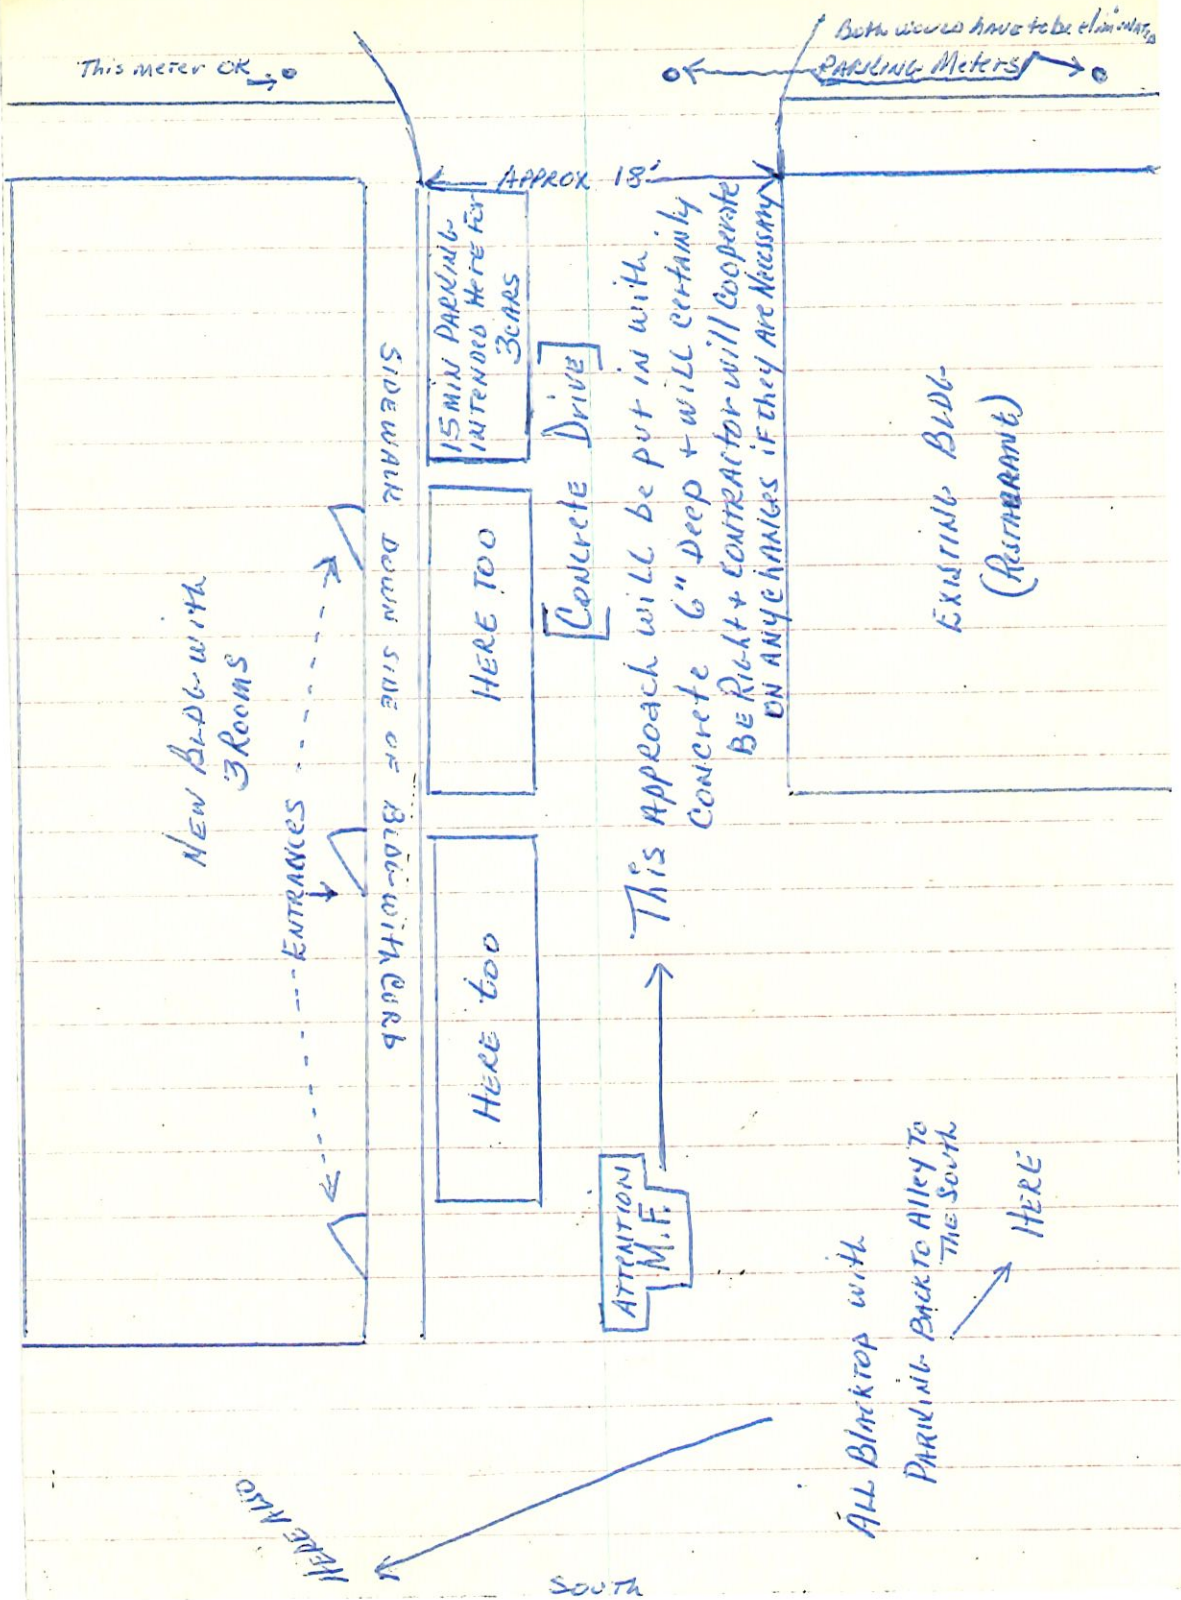 Both would have to be eliminated
This meter OK
Parking Meters
Approx 18'
15 Min Parking
Intended Here for
3 cars
Here too
Here too
[Concrete Drive]
Sidewalk down side of Bldg-with curb
New Bldg with
3 Rooms
Entrances
This approach will be put in with
Concrete 6" Deep + will certainly
Be Right + contractor will cooperate
on any changes if they are necessary
Existing Bldg
(Restaurant)
Attention
M.F.
All Blacktop with
Parking Back to Alley to
The South
Here
Here also
South